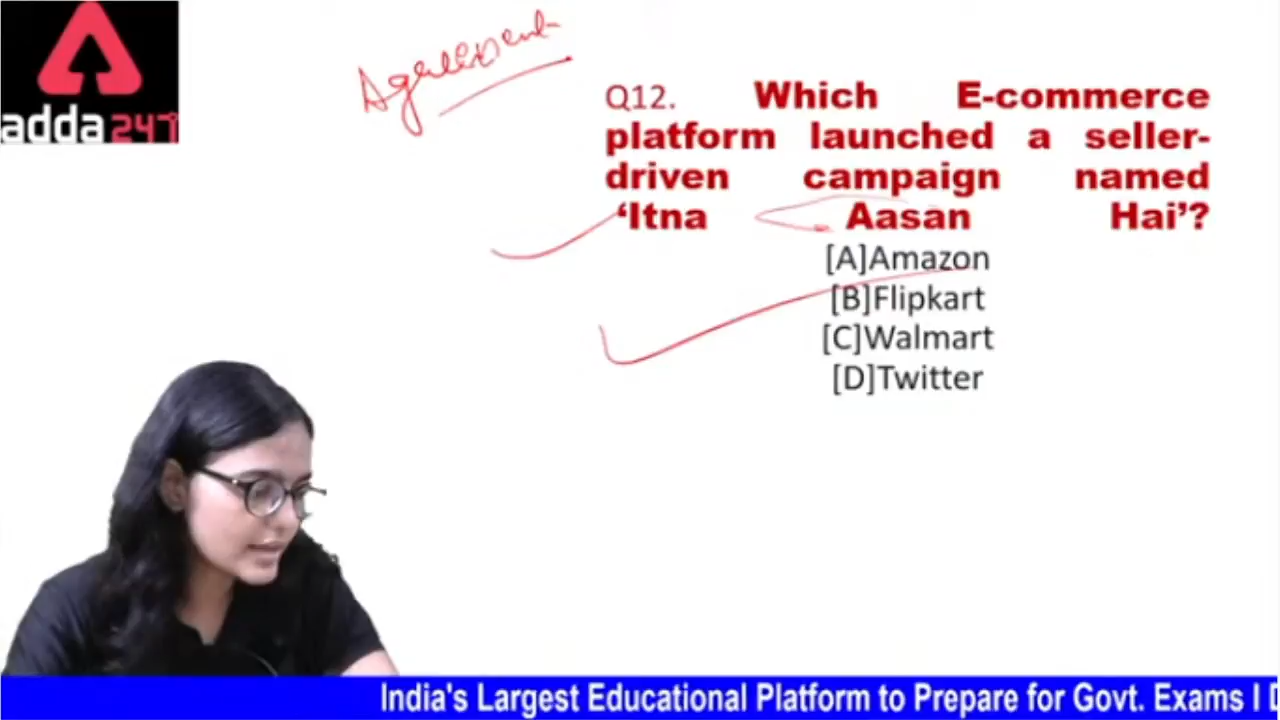 adda247
Agreement
Q12. Which E-commerce
platform launched a seller-
driven campaign named
‘Itna Aasan Hai’?
[A]Amazon
[B]Flipkart
[C]Walmart
[D]Twitter
India's Largest Educational Platform to Prepare for Govt. Exams I D